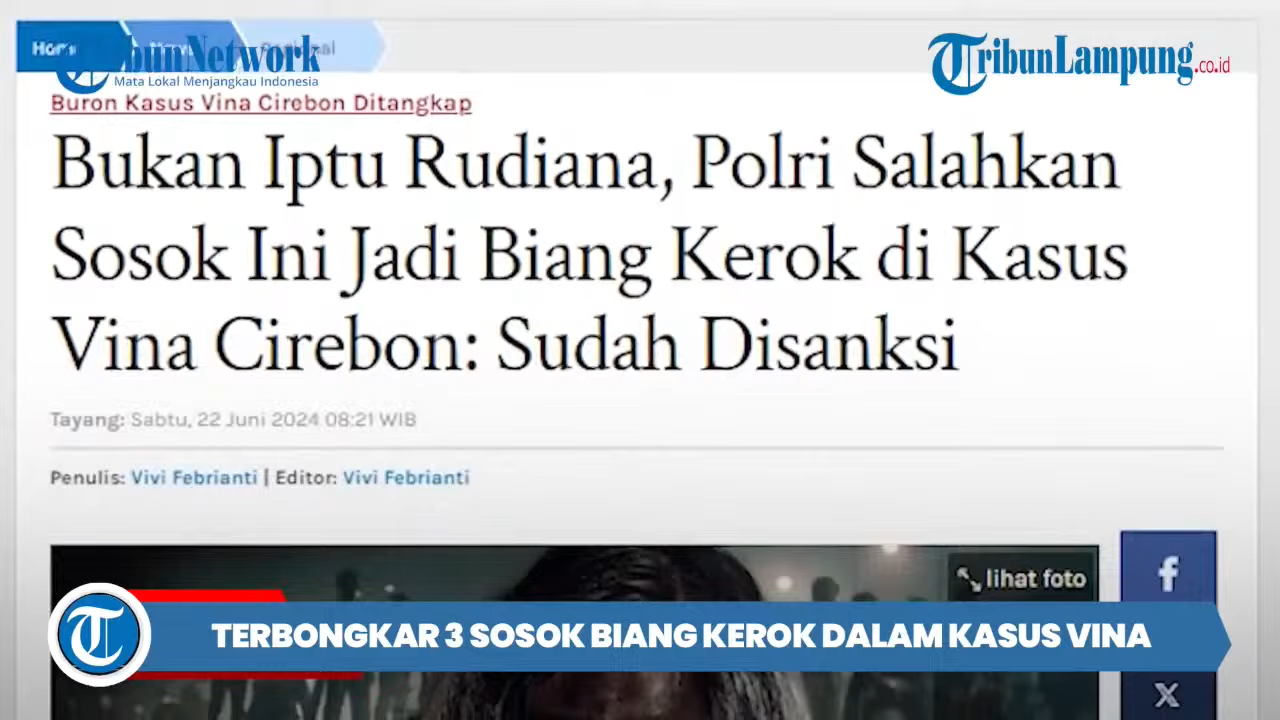 Home
TribunNetwork
Mata Lokal Menjangkau Indonesia
TribunLampung.co.id
Buron Kasus Vina Cirebon Ditangkap
Bukan Iptu Rudiana, Polri Salahkan
Sosok Ini Jadi Biang Kerok di Kasus
Vina Cirebon: Sudah Disanksi
Tayang: Sabtu, 22 Juni 2024 08:21 WIB
Penulis: Vivi Febrianti | Editor: Vivi Febrianti
lihat foto
TERBONGKAR 3 SOSOK BIANG KEROK DALAM KASUS VINA